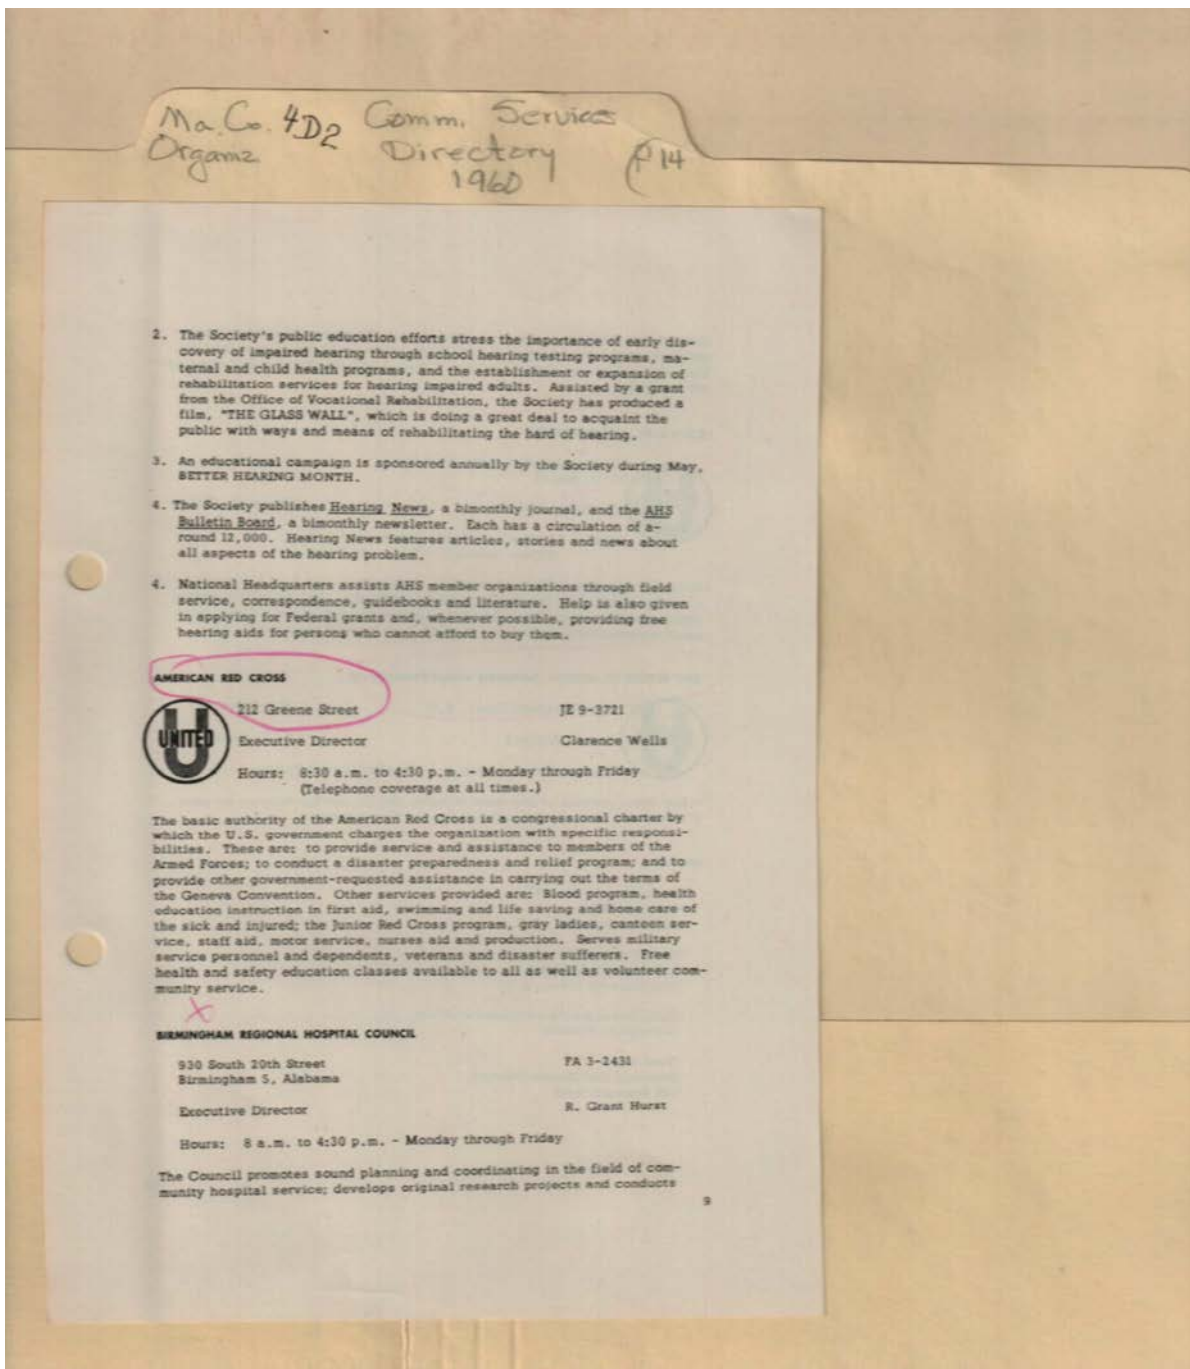 Ma. Co. 4D2 Comm. Services
Organz. Directory P 14
1960
2. The Society's public education efforts stress the importance of early dis-
covery of impaired hearing through school hearing testing programs, ma-
ternal and child health programs, and the establishment or expansion of
rehabilitation services for hearing impaired adults. Assisted by a grant
from the Office of Vocational Rehabilitation, the Society has produced a
film, "THE GLASS WALL", which is doing a great deal to acquaint the
public with ways and means of rehabilitating the hard of hearing.
3. An educational campaign is sponsored annually by the Society during May,
BETTER HEARING MONTH.
4. The Society publishes Hearing News, a bimonthly journal, and the AHS
Bulletin Board, a bimonthly newsletter. Each has a circulation of a-
round 12,000. Hearing News features articles, stories and news about
all aspects of the hearing problem.
4. National Headquarters assists AHS member organizations through field
service, correspondence, guidebooks and literature. Help is also given
in applying for Federal grants and, whenever possible, providing free
hearing aids for persons who cannot afford to buy them.
AMERICAN RED CROSS
212 Greene Street JE 9-3721
U UNITED
Executive Director Clarence Wells
Hours: 8:30 a.m. to 4:30 p.m. - Monday through Friday
(Telephone coverage at all times.)
The basic authority of the American Red Cross is a congressional charter by
which the U.S. government charges the organization with specific responsi-
bilities. These are: to provide service and assistance to members of the
Armed Forces; to conduct a disaster preparedness and relief program; and to
provide other government-requested assistance in carrying out the terms of
the Geneva Convention. Other services provided are: Blood program, health
education instruction in first aid, swimming and life saving and home care of
the sick and injured; the Junior Red Cross program, gray ladies, canteen ser-
vice, staff aid, motor service, nurses aid and production. Serves military
service personnel and dependents, veterans and disaster sufferers. Free
health and safety education classes available to all as well as volunteer com-
munity service.
X
BIRMINGHAM REGIONAL HOSPITAL COUNCIL
930 South 20th Street FA 3-2431
Birmingham 5, Alabama
Executive Director R. Grant Hurst
Hours: 8 a.m. to 4:30 p.m. - Monday through Friday
The Council promotes sound planning and coordinating in the field of com-
munity hospital service; develops original research projects and conducts
9